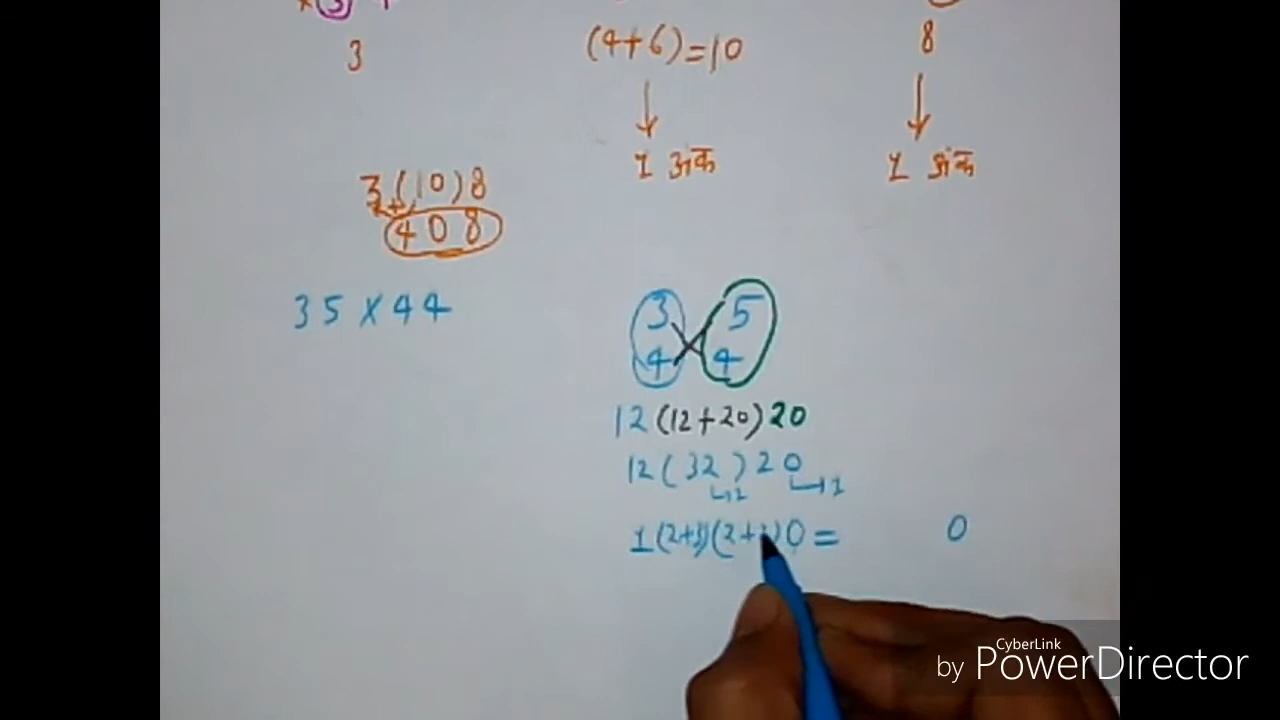 3 (4+6)=10 8
1 अंक 1 अंक
3(10)8
408
35 X 44
3 5
4 4
12 (12+20) 20
12 (32) 20
1 (2+3)(2+2) 0 = 0
CyberLink
by PowerDirector